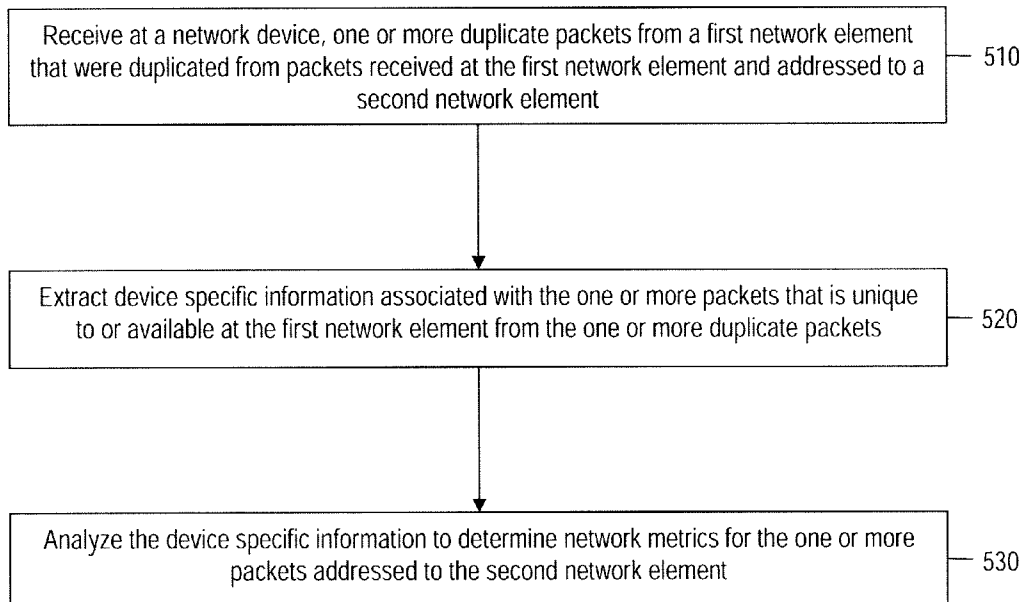 Receive at a network device, one or more duplicate packets from a first network element
that were duplicated from packets received at the first network element and addressed to a
second network element
510
Extract device specific information associated with the one or more packets that is unique
to or available at the first network element from the one or more duplicate packets
520
Analyze the device specific information to determine network metrics for the one or more
packets addressed to the second network element
530